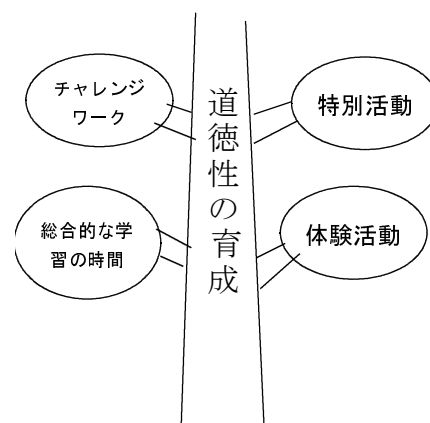 チャレンジ
ワーク
特別活動
道徳性の育成
総合的な学
習の時間
体験活動